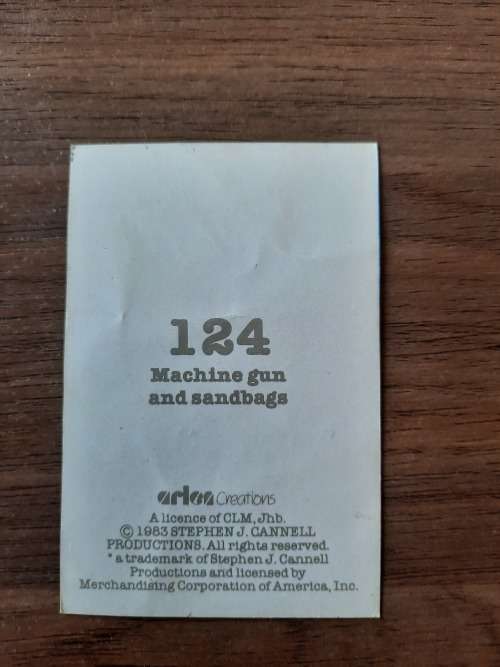 124
Machine gun
and sandbags
arlea Creations
A licence of CLM, Jhb.
© 1983 STEPHEN J. CANNELL
PRODUCTIONS. All rights reserved.
* a trademark of Stephen J. Cannell
Productions and licensed by
Merchandising Corporation of America, Inc.